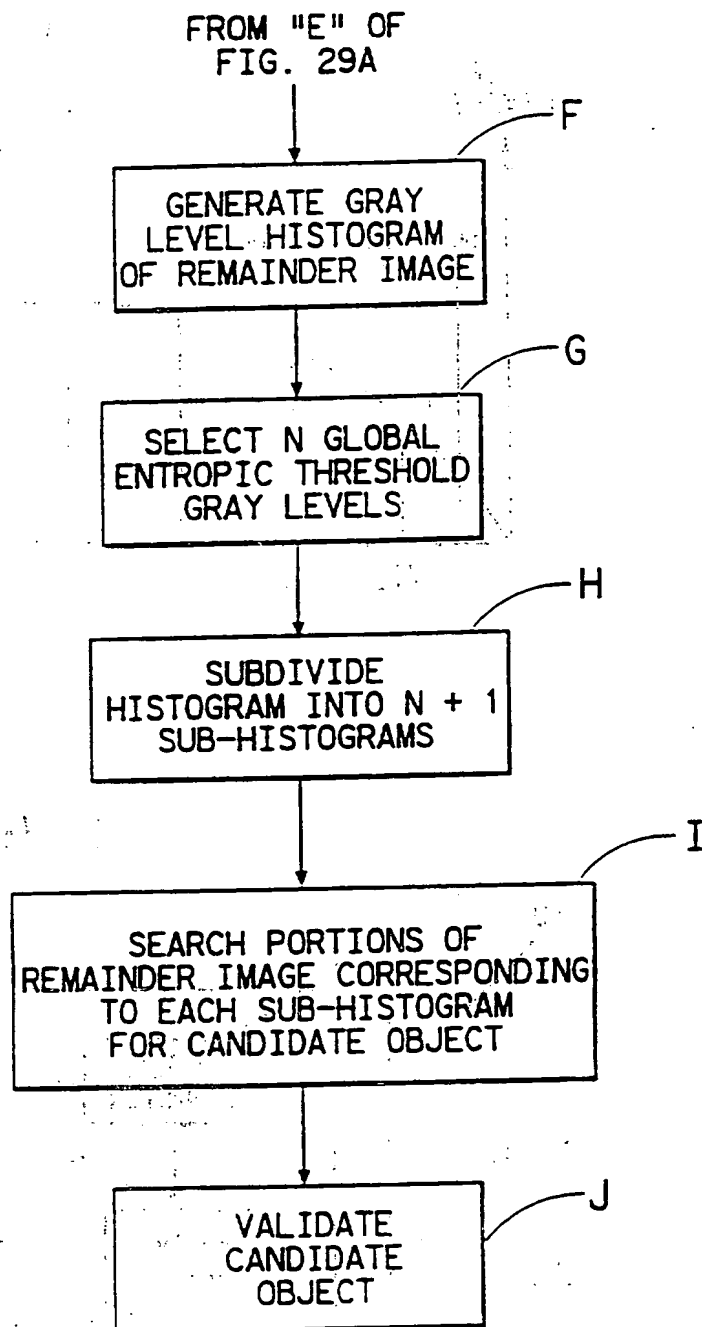 FROM "E" OF
FIG. 29A
F
GENERATE GRAY
LEVEL HISTOGRAM
OF REMAINDER IMAGE
G
SELECT N GLOBAL
ENTROPIC THRESHOLD
GRAY LEVELS
H
SUBDIVIDE
HISTOGRAM INTO N + 1
SUB-HISTOGRAMS
I
SEARCH PORTIONS OF
REMAINDER IMAGE CORRESPONDING
TO EACH SUB-HISTOGRAM
FOR CANDIDATE OBJECT
J
VALIDATE
CANDIDATE
OBJECT